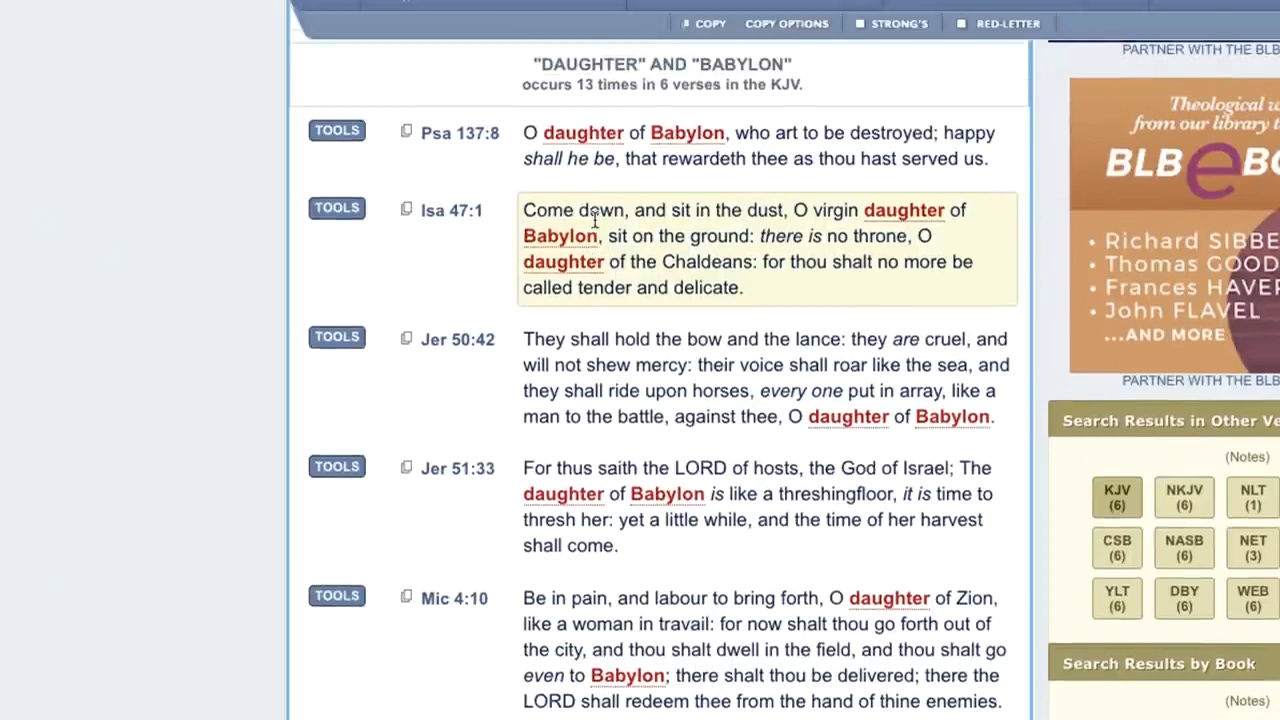 COPY COPY OPTIONS STRONG'S RED-LETTER
"DAUGHTER" AND "BABYLON"
occurs 13 times in 6 verses in the KJV.
TOOLS Psa 137:8 O daughter of Babylon, who art to be destroyed; happy
shall he be, that rewardeth thee as thou hast served us.
TOOLS Isa 47:1 Come down, and sit in the dust, O virgin daughter of
Babylon, sit on the ground: there is no throne, O
daughter of the Chaldeans: for thou shalt no more be
called tender and delicate.
TOOLS Jer 50:42 They shall hold the bow and the lance: they are cruel, and
will not shew mercy: their voice shall roar like the sea, and
they shall ride upon horses, every one put in array, like a
man to the battle, against thee, O daughter of Babylon.
TOOLS Jer 51:33 For thus saith the LORD of hosts, the God of Israel; The
daughter of Babylon is like a threshingfloor, it is time to
thresh her: yet a little while, and the time of her harvest
shall come.
TOOLS Mic 4:10 Be in pain, and labour to bring forth, O daughter of Zion,
like a woman in travail: for now shalt thou go forth out of
the city, and thou shalt dwell in the field, and thou shalt go
even to Babylon; there shalt thou be delivered; there the
LORD shall redeem thee from the hand of thine enemies.
PARTNER WITH THE BLB
Theological
from our library
BLB e
• Richard SIBBE
• Thomas GOOD
• Frances HAVER
• John FLAVEL
...AND MORE
PARTNER WITH THE BLB
Search Results in Other Ve
(Notes)
KJV NKJV NLT
(6) (6) (1)
CSB NASB NET
(6) (6) (3)
YLT DBY WEB
(6) (6) (6)
Search Results by Book
(Notes)